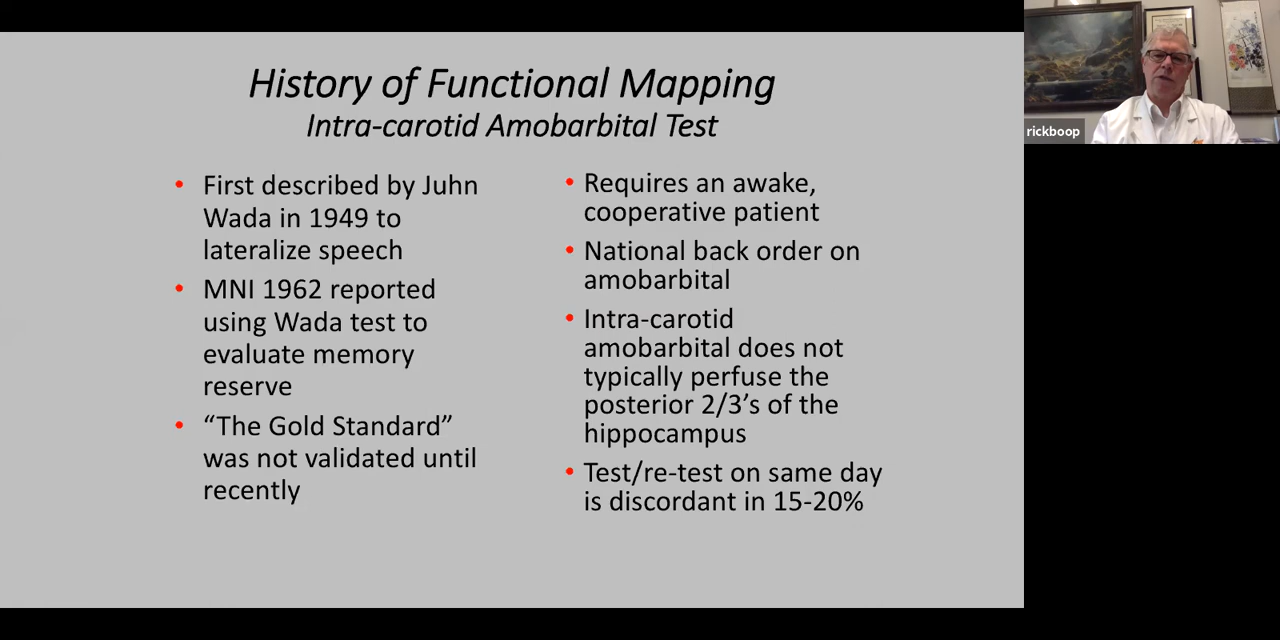 History of Functional Mapping
Intra-carotid Amobarbital Test
• First described by Juhn
Wada in 1949 to
lateralize speech
• MNI 1962 reported
using Wada test to
evaluate memory
reserve
• “The Gold Standard”
was not validated until
recently
• Requires an awake,
cooperative patient
• National back order on
amobarbital
• Intra-carotid
amobarbital does not
typically perfuse the
posterior 2/3’s of the
hippocampus
• Test/re-test on same day
is discordant in 15-20%
rickboop